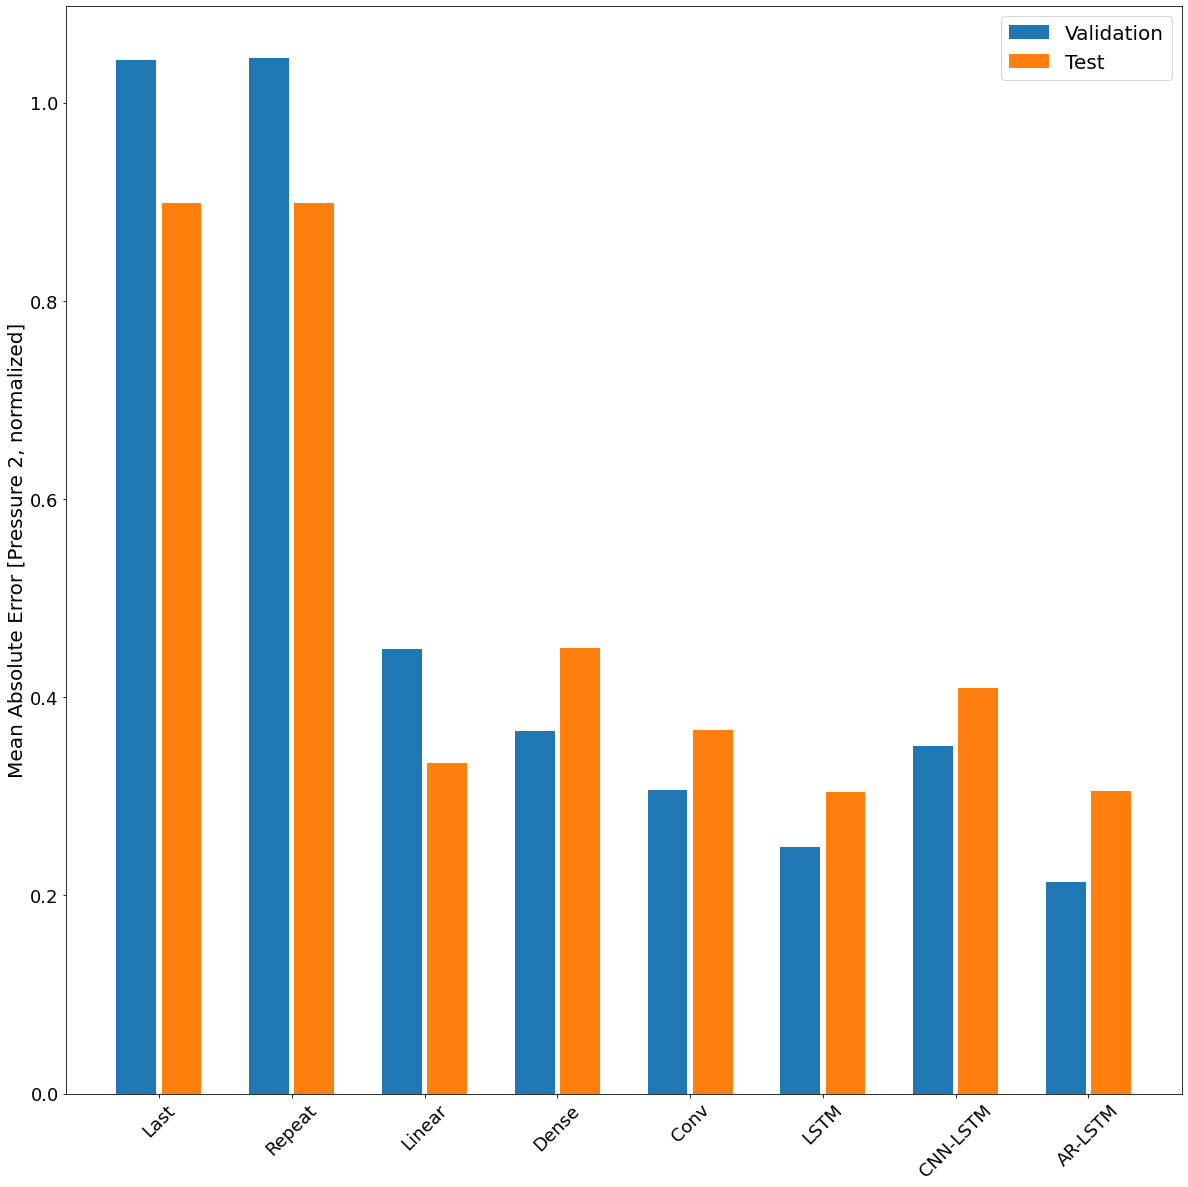 Validation
Test
Mean Absolute Error [Pressure 2, normalized]
1.0
0.8
0.6
0.4
0.2
0.0
Last
Repeat
Linear
Dense
Conv
LSTM
CNN-LSTM
AR-LSTM